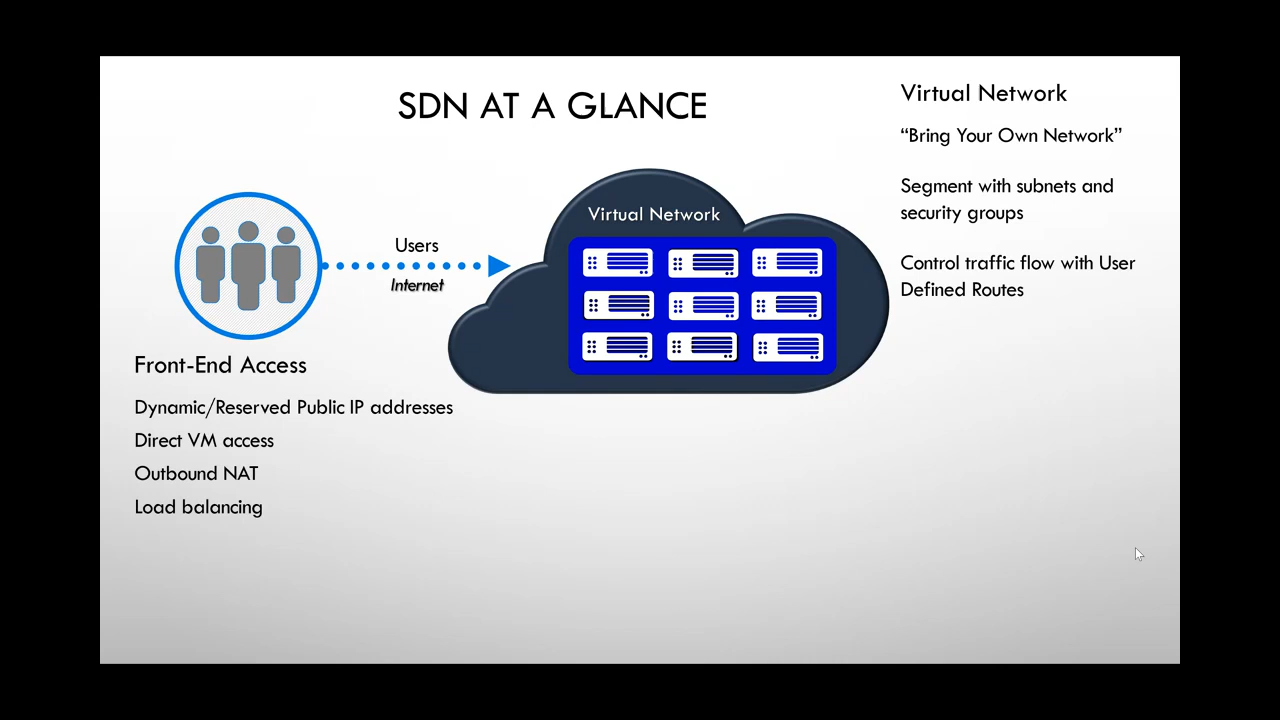 SDN AT A GLANCE
Virtual Network
“Bring Your Own Network”
Segment with subnets and
security groups
Control traffic flow with User
Defined Routes
Virtual Network
Users
Internet
Front-End Access
Dynamic/Reserved Public IP addresses
Direct VM access
Outbound NAT
Load balancing